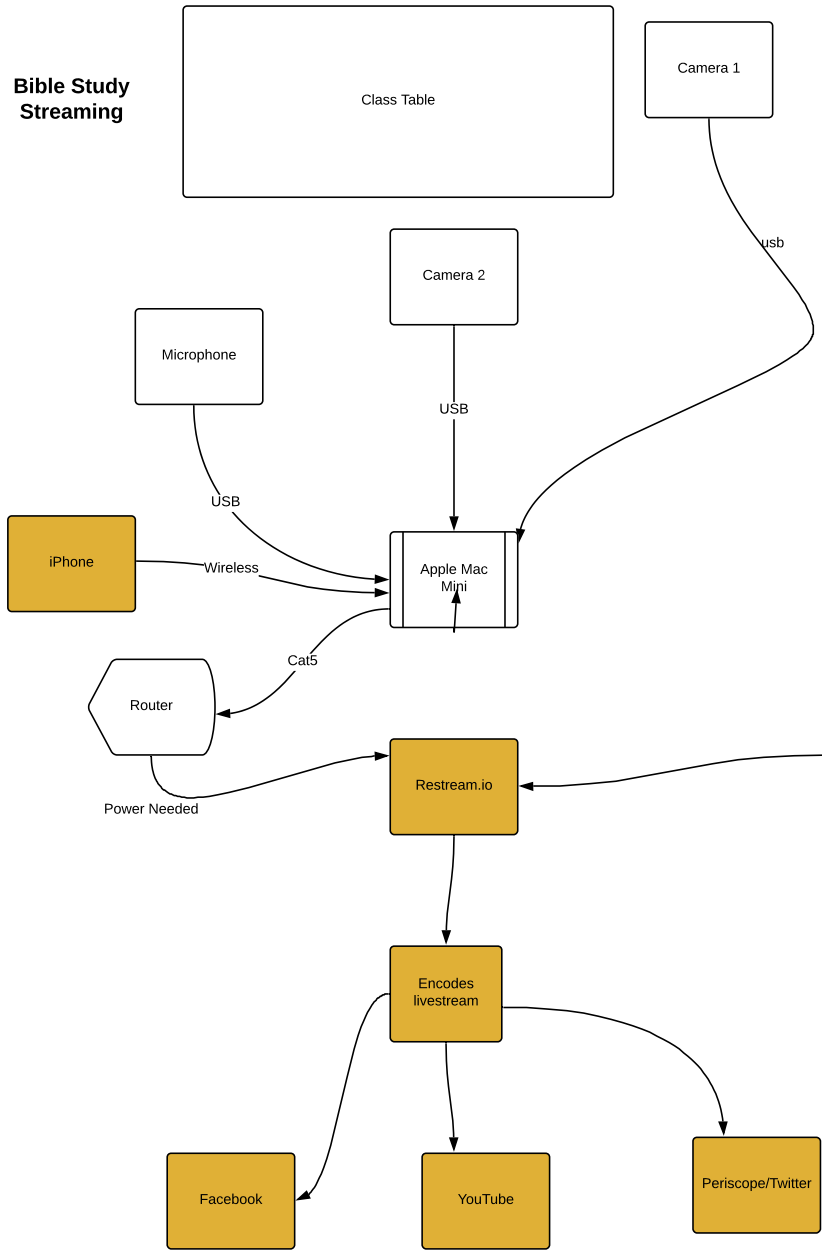 Camera 1
Bible Study
Streaming
Class Table
usb
Camera 2
Microphone
USB
USB
iPhone
Wireless
Apple Mac
Mini
Cat5
Router
Restream.io
Power Needed
Encodes
livestream
Facebook
YouTube
Periscope/Twitter